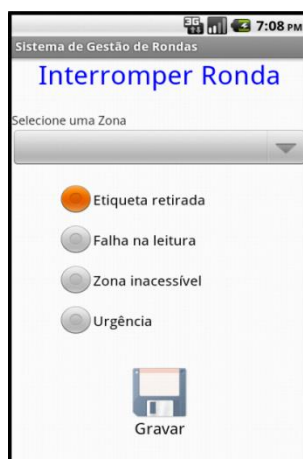 3G 7:08 PM
Sistema de Gestão de Rondas
Interromper Ronda
Selecione uma Zona
Etiqueta retirada
Falha na leitura
Zona inacessível
Urgência
Gravar